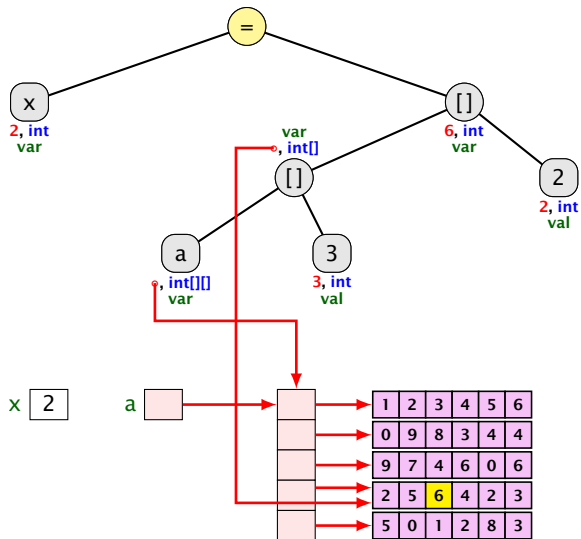 =
x
2, int
var
[]
6, int
var
var
, int[]
[]
2
2, int
val
a
, int[][]
var
3
3, int
val
x 2 a
1 2 3 4 5 6
0 9 8 3 4 4
9 7 4 6 0 6
2 5 6 4 2 3
5 0 1 2 8 3